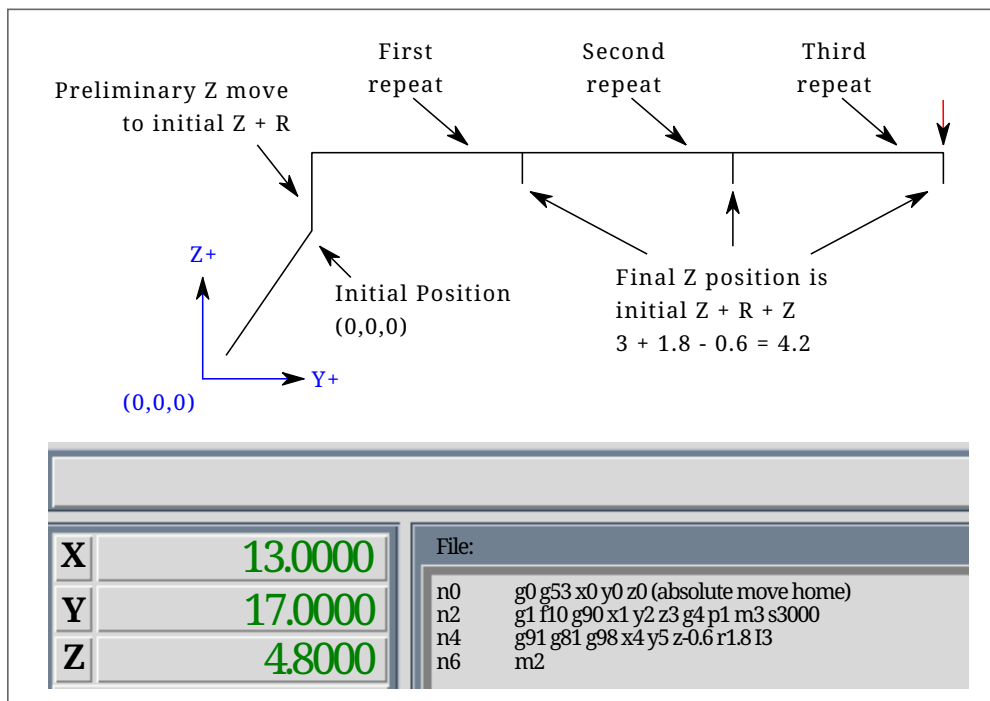 First
repeat
Second
repeat
Third
repeat
Preliminary Z move
to initial Z + R
Z+
Initial Position
(0,0,0)
Final Z position is
initial Z + R + Z
3 + 1.8 - 0.6 = 4.2
Y+
(0,0,0)
X 13.0000
Y 17.0000
Z 4.8000
File:
n0 g0 g53 x0 y0 z0 (absolute move home)
n2 g1 f10 g90 x1 y2 z3 g4 p1 m3 s3000
n4 g91 g81 g98 x4 y5 z-0.6 r1.8 I3
n6 m2